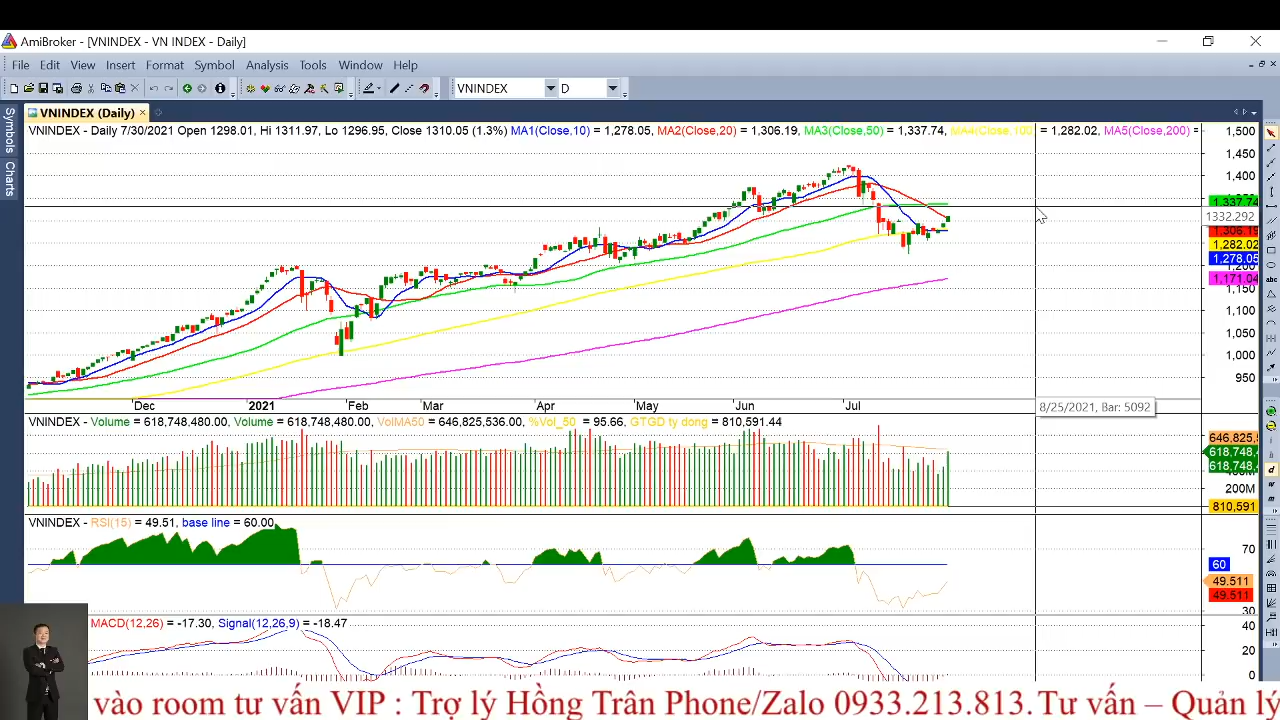 AmiBroker - [VNINDEX - VN INDEX - Daily]
File Edit View Insert Format Symbol Analysis Tools Window Help
VNINDEX D
VNINDEX (Daily)
Symbols
Charts
VNINDEX - Daily 7/30/2021 Open 1298.01, Hi 1311.97, Lo 1296.95, Close 1310.05 (1.3%) MA1(Close,10) = 1,278.05, MA2(Close,20) = 1,306.19, MA3(Close,50) = 1,337.74, MA4(Close,100) = 1,282.02, MA5(Close,200) =
1,500
1,450
1,400
1,337.74
1332.292
1,306.19
1,282.02
1,278.05
1,200
1,171.04
1,150
1,100
1,050
1,000
950
Dec 2021 Feb Mar Apr May Jun Jul
8/25/2021, Bar: 5092
VNINDEX - Volume = 618,748,480.00, Volume = 618,748,480.00, VolMA50 = 646,825,536.00, %Vol_50 = 95.66, GTGD ty dong = 810,591.44
646,825,
618,748,
618,748,
200M
810,591
VNINDEX - RSI(15) = 49.51, base line = 60.00
70
60
49.511
49.511
30
MACD(12,26) = -17.30, Signal(12,26,9) = -18.47
40
20
0
vào room tư vấn VIP : Trợ lý Hồng Trân Phone/Zalo 0933.213.813.Tư vấn – Quản lý